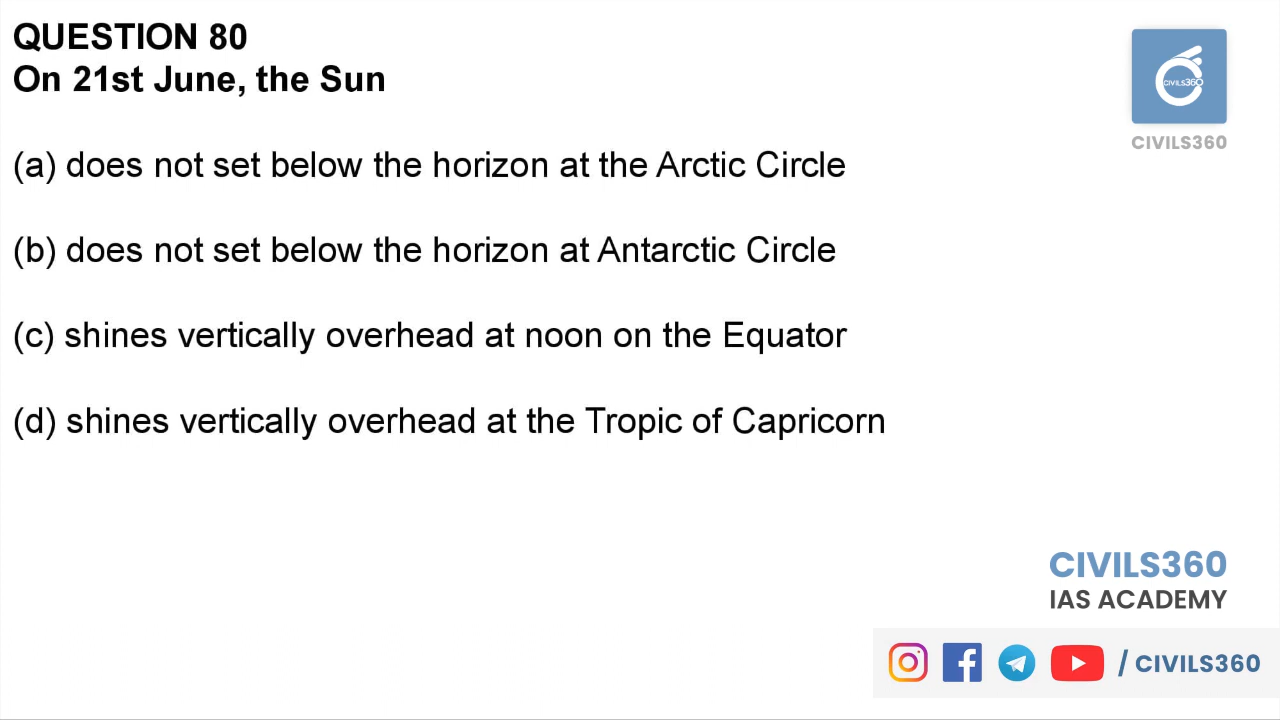 QUESTION 80
On 21st June, the Sun
CIVILS360
CIVILS360
(a) does not set below the horizon at the Arctic Circle
(b) does not set below the horizon at Antarctic Circle
(c) shines vertically overhead at noon on the Equator
(d) shines vertically overhead at the Tropic of Capricorn
CIVILS360
IAS ACADEMY
/ CIVILS360